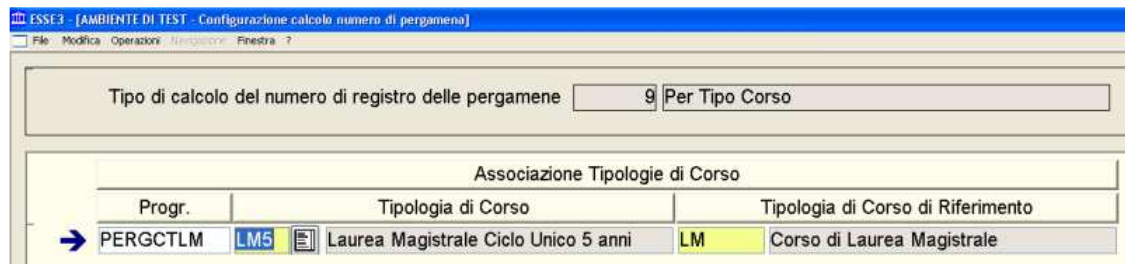 ESSE3 - [AMBIENTE DI TEST - Configurazione calcolo numero di pergamena]
File Modifica Operazioni Navigazione Finestra ?
Tipo di calcolo del numero di registro delle pergamene 9 Per Tipo Corso
Associazione Tipologie di Corso
Progr. Tipologia di Corso Tipologia di Corso di Riferimento
PERGCTLM LM5 Laurea Magistrale Ciclo Unico 5 anni LM Corso di Laurea Magistrale